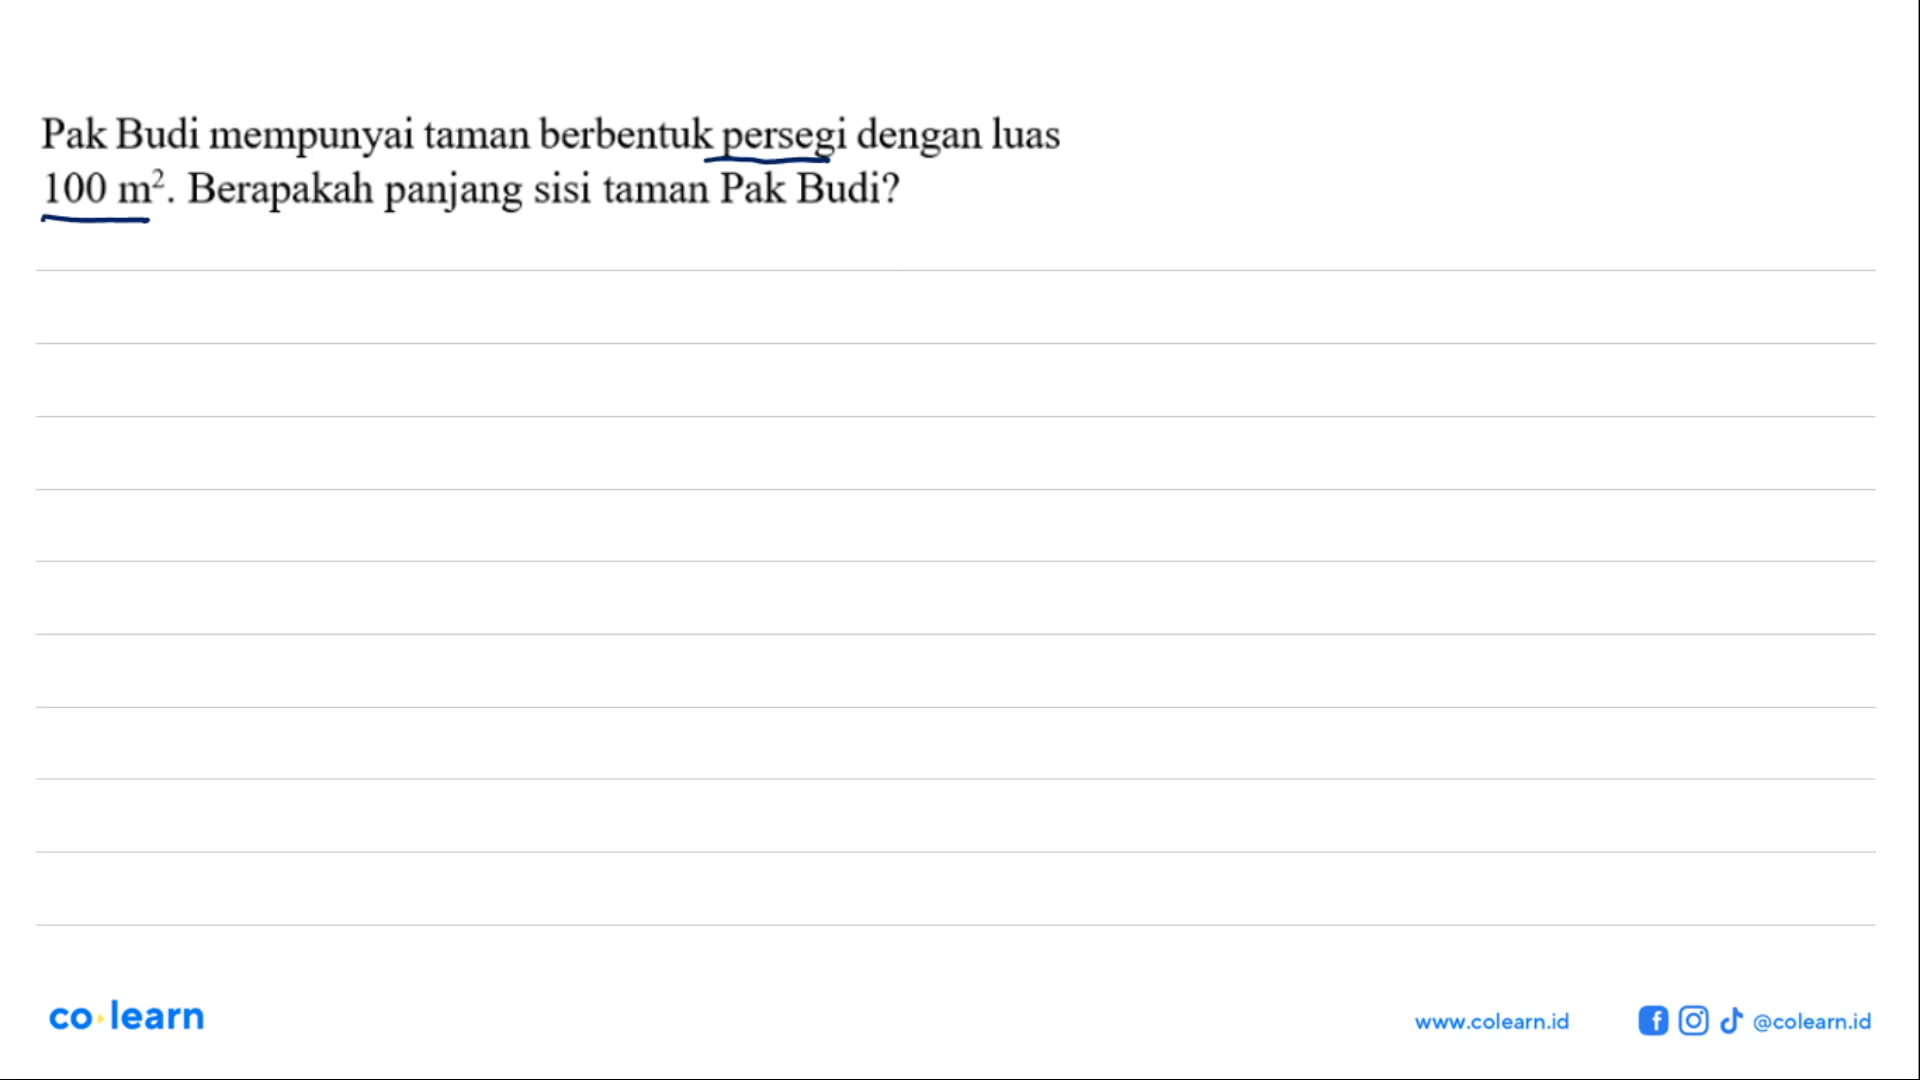 Pak Budi mempunyai taman berbentuk persegi dengan luas
100 m². Berapakah panjang sisi taman Pak Budi?
co learn
www.colearn.id
@colearn.id